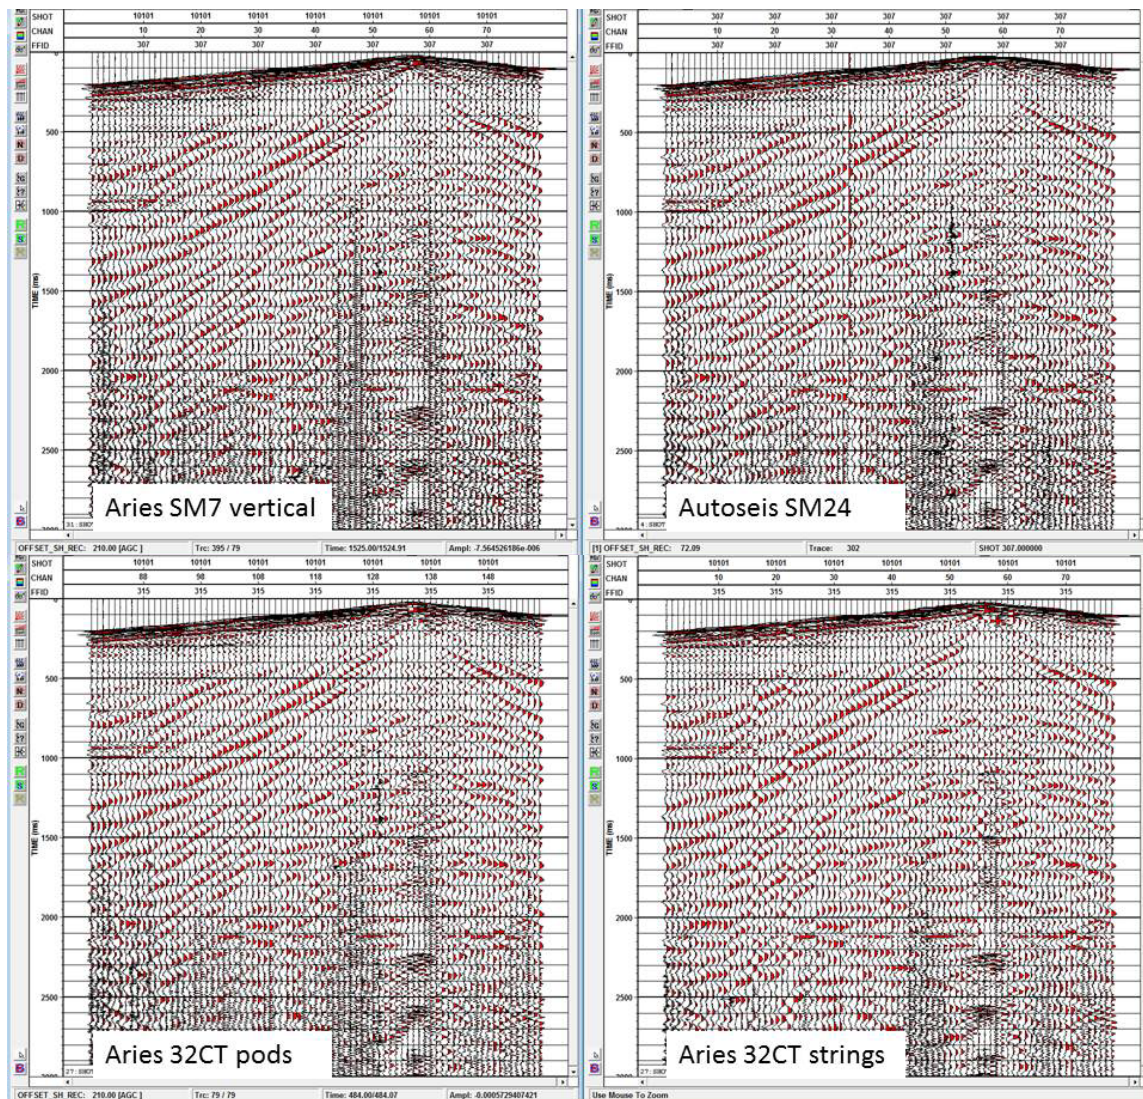 SHOT 10101 10101 10101 10101 10101 10101 10101
CHAN 10 20 30 40 50 60 70
FFID 307 307 307 307 307 307 307
0
500
1000
1500
2000
2500
TIME (ms)
Aries SM7 vertical
OFFSET_SH_REC: 210.00 [AGC ] Trc: 395 / 79 Time: 1525.00/1524.91 Ampl: -7.564526186e-006
SHOT 307 307 307 307 307 307 307
CHAN 10 20 30 40 50 60 70
FFID 307 307 307 307 307 307 307
0
500
1000
1500
2000
2500
TIME (ms)
Autoseis SM24
4:SHOT
[1] OFFSET_SH_REC: 72.09 Trace: 302 SHOT 307.000000
SHOT 10101 10101 10101 10101 10101 10101 10101
CHAN 88 98 108 118 128 138 148
FFID 315 315 315 315 315 315 315
500
1000
1500
2000
2500
TIME (ms)
Aries 32CT pods
OFFSET_SH_REC: 210.00 [AGC ] Trc: 79 / 79 Time: 484.00/484.07 Ampl: -0.0005729407421
SHOT 10101 10101 10101 10101 10101 10101 10101
CHAN 10 20 30 40 50 60 70
FFID 315 315 315 315 315 315 315
0
500
1000
1500
2000
2500
TIME (ms)
Aries 32CT strings
Use Mouse To Zoom